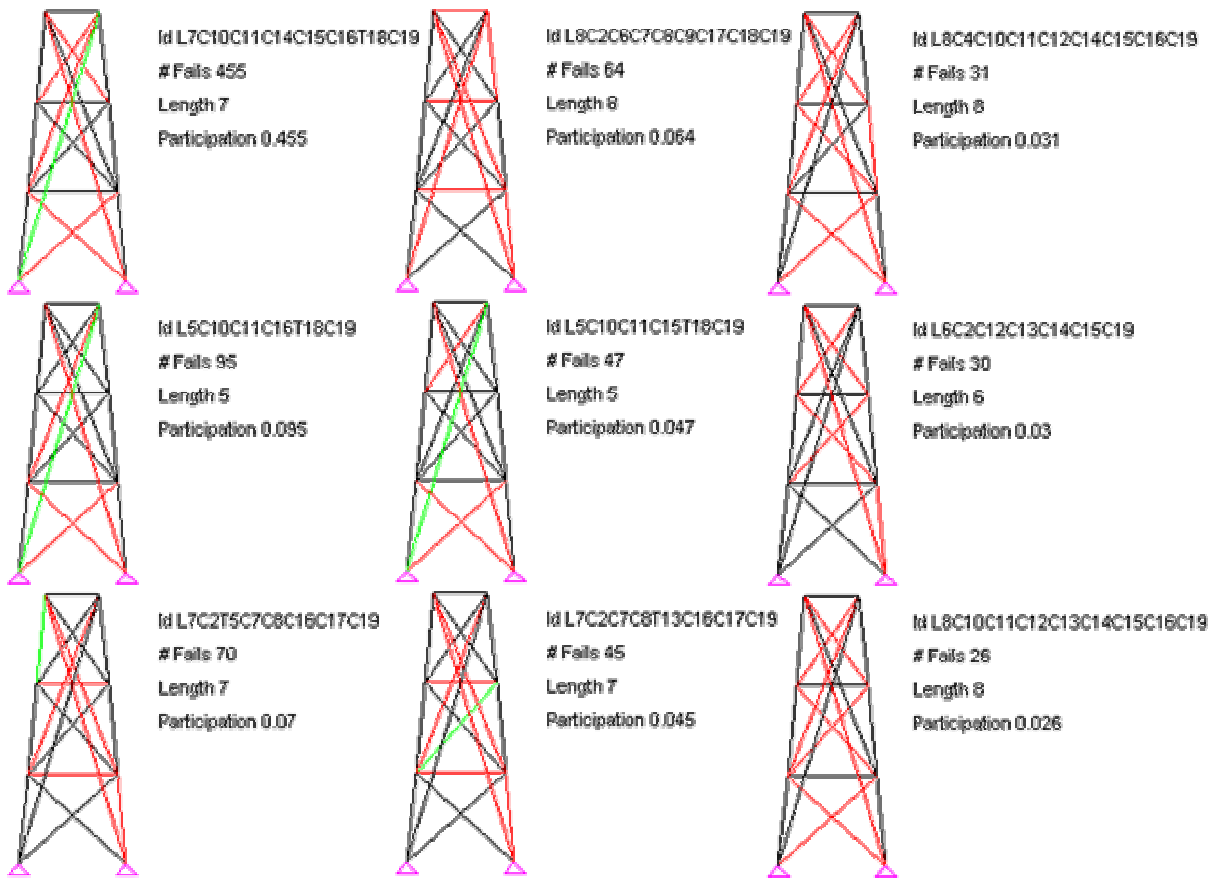 Id L7C10C11C14C15C16T18C19
# Fails 455
Length 7
Participation 0.455
Id L8C2C6C7C8C9C17C18C19
# Fails 64
Length 8
Participation 0.064
Id L8C4C10C11C12C14C15C16C19
# Fails 31
Length 8
Participation 0.031
Id L5C10C11C16T18C19
# Fails 95
Length 5
Participation 0.095
Id L5C10C11C15T18C19
# Fails 47
Length 5
Participation 0.047
Id L6C2C12C13C14C15C19
# Fails 30
Length 6
Participation 0.03
Id L7C2T5C7C8C16C17C19
# Fails 70
Length 7
Participation 0.07
Id L7C2C7C8T13C16C17C19
# Fails 45
Length 7
Participation 0.045
Id L8C10C11C12C13C14C15C16C19
# Fails 26
Length 8
Participation 0.026